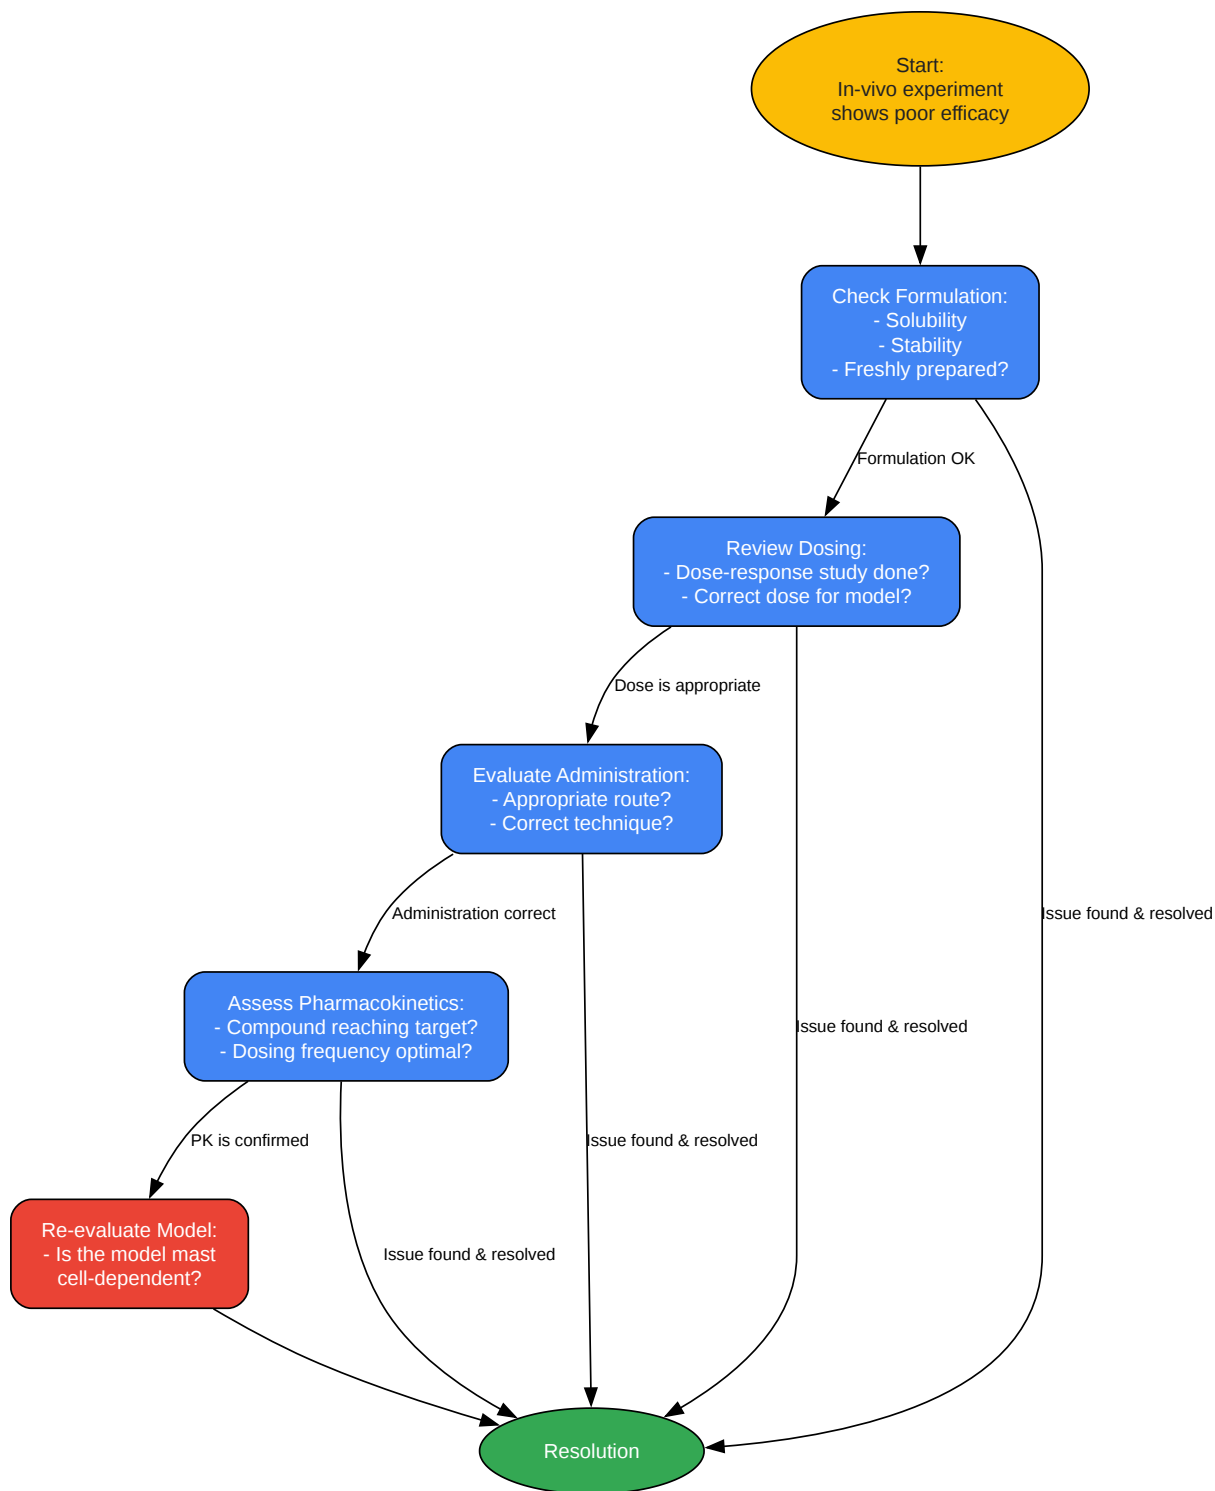 Start:
In-vivo experiment
shows poor efficacy
Check Formulation:
- Solubility
- Stability
- Freshly prepared?
Formulation OK
Review Dosing:
- Dose-response study done?
- Correct dose for model?
Dose is appropriate
Evaluate Administration:
- Appropriate route?
- Correct technique?
Administration correct
Issue found & resolved
Assess Pharmacokinetics:
- Compound reaching target?
- Dosing frequency optimal?
Issue found & resolved
PK is confirmed
Issue found & resolved
Re-evaluate Model:
- Is the model mast
cell-dependent?
Issue found & resolved
Resolution